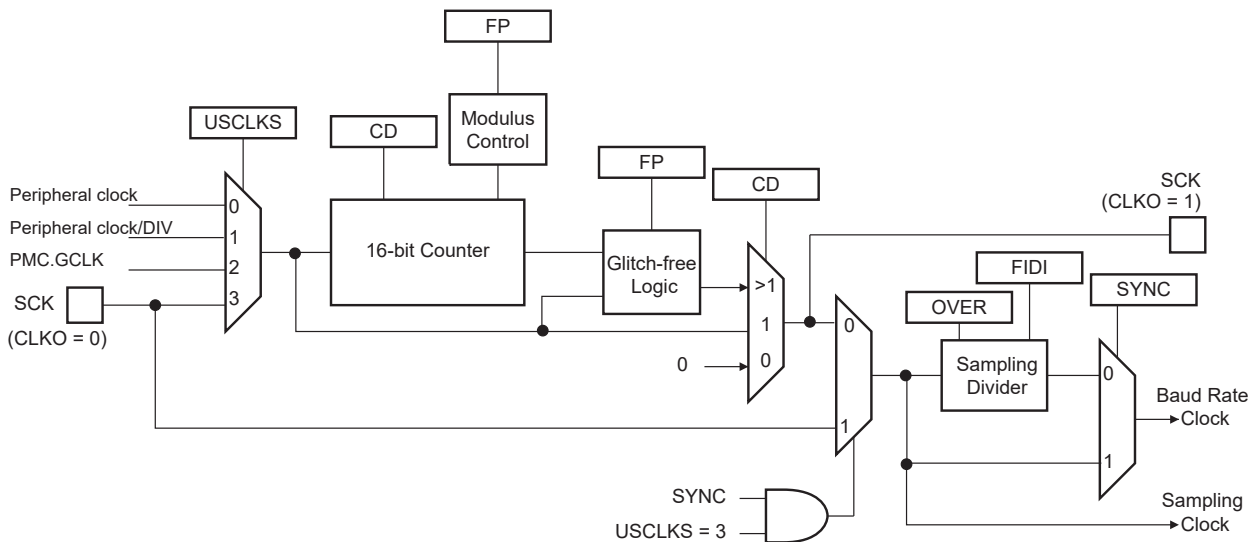 FP
USCLKS
CD
Modulus
Control
FP
CD
SCK
(CLKO = 1)
Peripheral clock
0
Peripheral clock/DIV
1
16-bit Counter
PMC.GCLK
2
Glitch-free
Logic
>1
FIDI
SCK
3
OVER
SYNC
(CLKO = 0)
1
0
0
0
Sampling
Divider
0
Baud Rate
Clock
1
1
SYNC
USCLKS = 3
Sampling
Clock